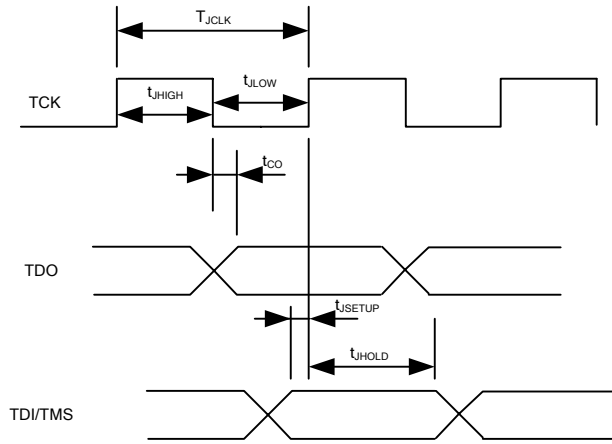 TJCLK
TCK
tJHIGH
tJLOW
tCO
TDO
tJSETUP
tJHOLD
TDI/TMS